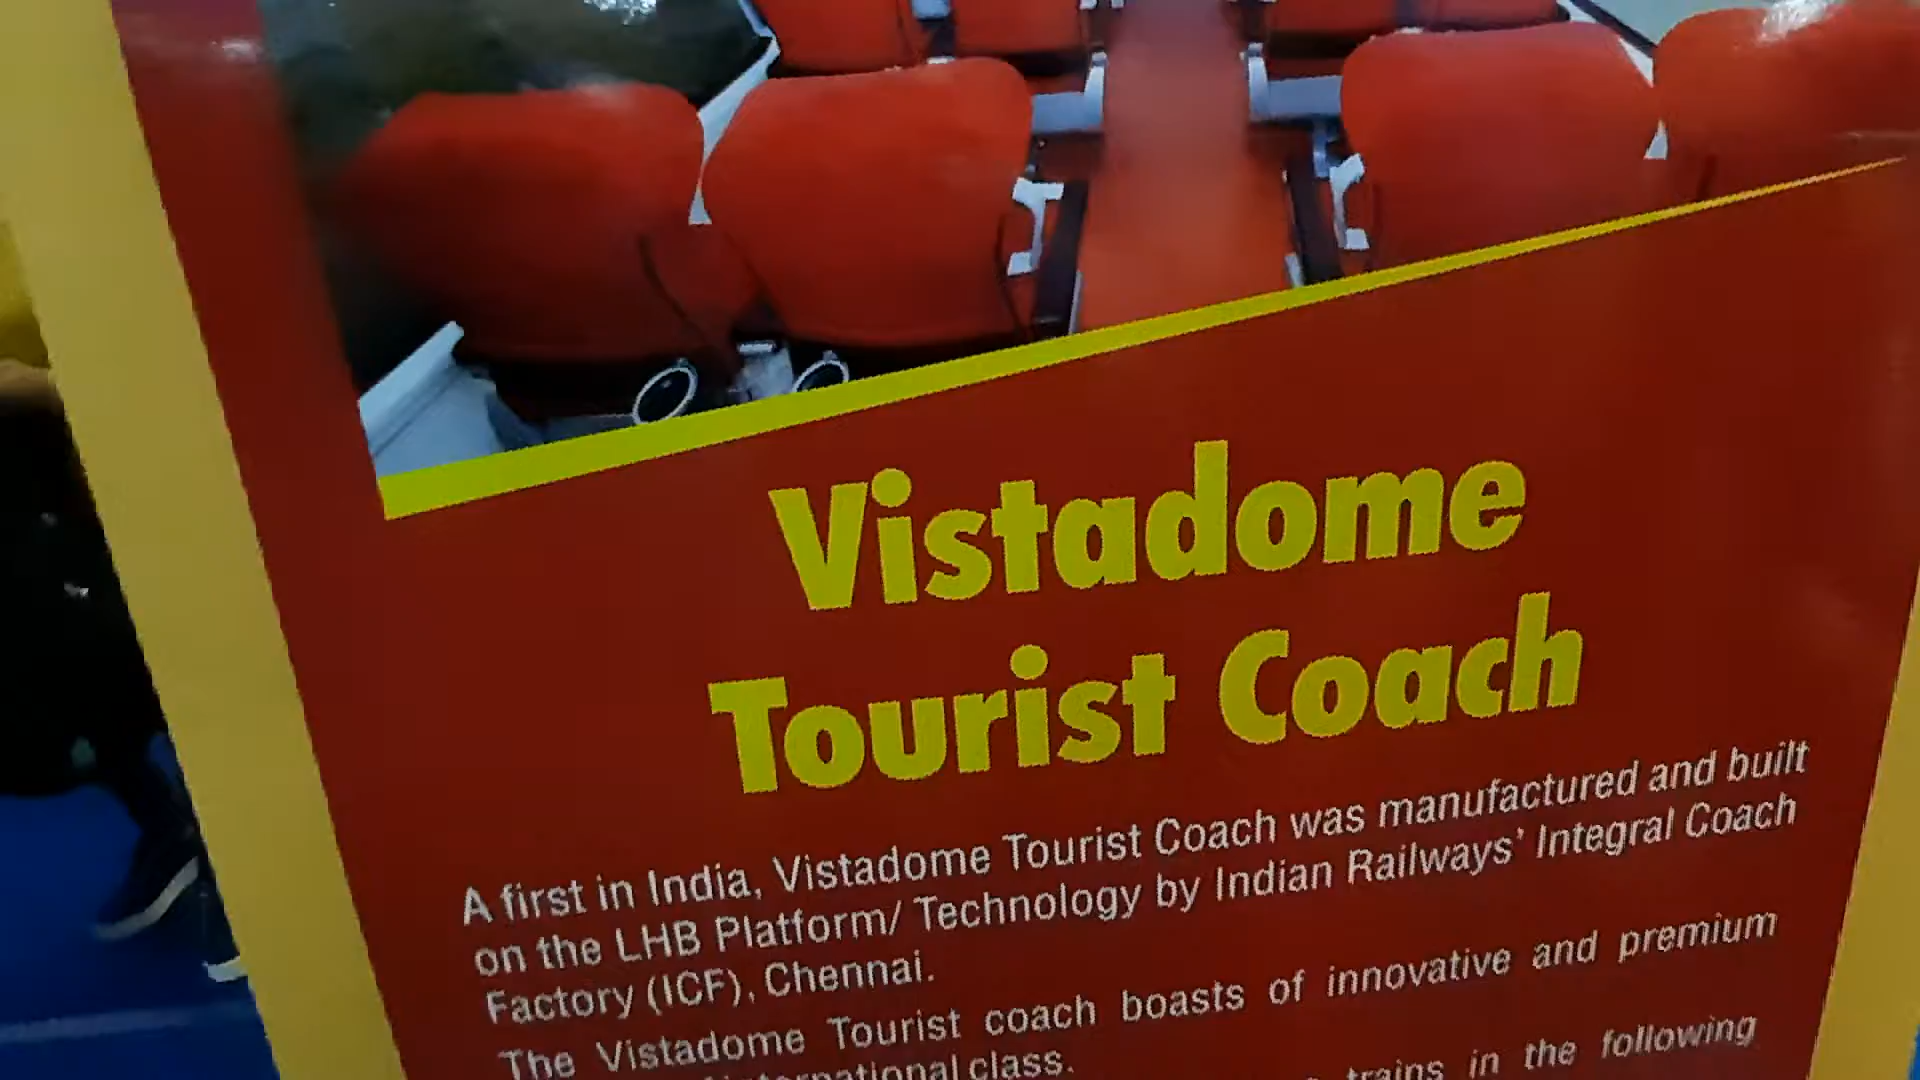 Vistadome
Tourist Coach
A first in India, Vistadome Tourist Coach was manufactured and built
on the LHB Platform/ Technology by Indian Railways' Integral Coach
Factory (ICF), Chennai.
The Vistadome Tourist coach boasts of innovative and premium
international class.
trains in the following